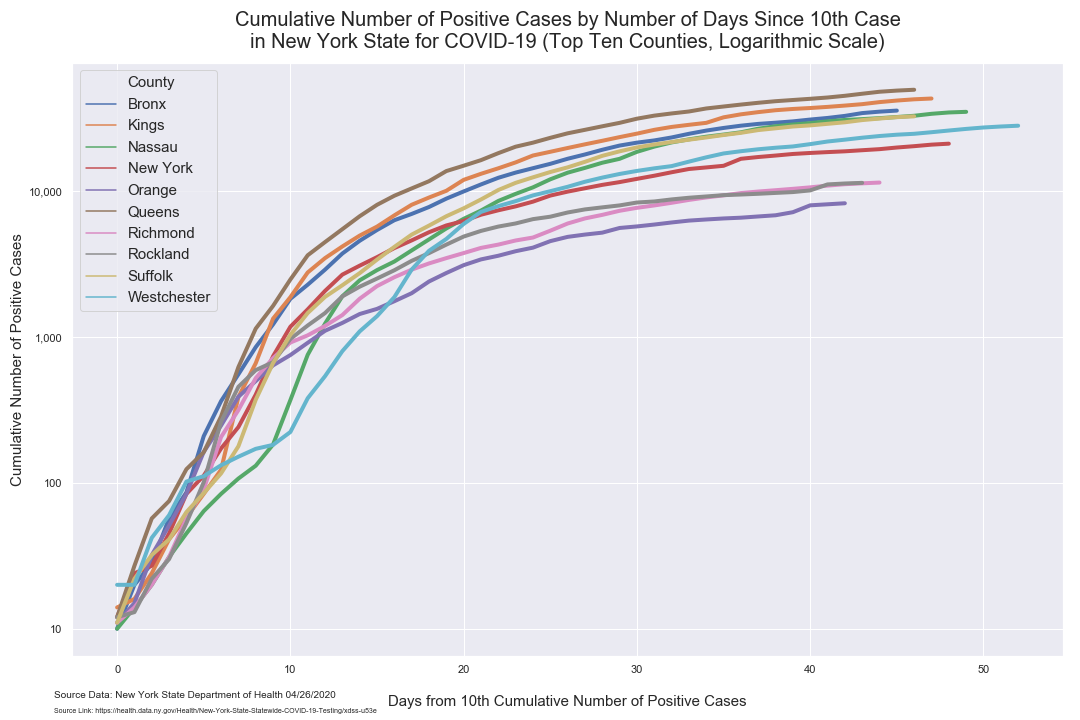 Cumulative Number of Positive Cases by Number of Days Since 10th Case
in New York State for COVID-19 (Top Ten Counties, Logarithmic Scale)
County
Bronx
Kings
Nassau
New York
Orange
Queens
Richmond
Rockland
Suffolk
Westchester
Cumulative Number of Positive Cases
10,000
1,000
100
10
0
10
20
30
40
50
Days from 10th Cumulative Number of Positive Cases
Source Data: New York State Department of Health 04/26/2020
Source Link: https://health.data.ny.gov/Health/New-York-State-Statewide-COVID-19-Testing/xdss-u53e